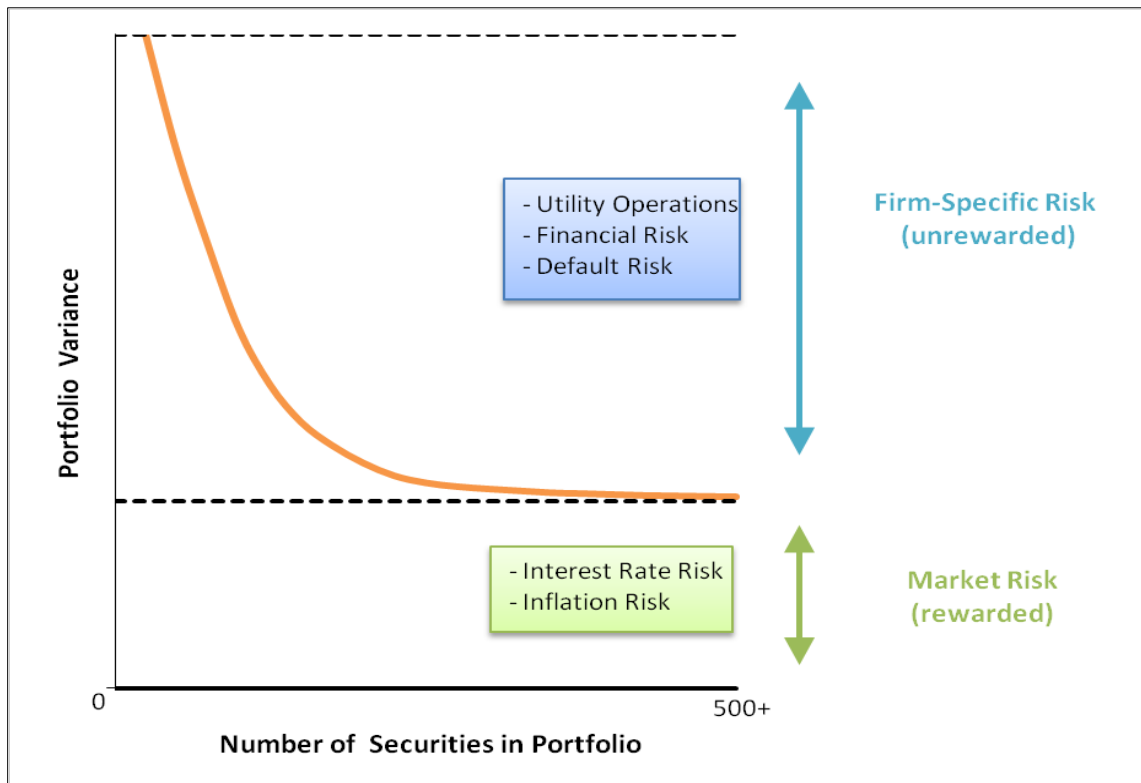 - Utility Operations
- Financial Risk
- Default Risk
Firm-Specific Risk
(unrewarded)
Portfolio Variance
- Interest Rate Risk
- Inflation Risk
Market Risk
(rewarded)
0
500+
Number of Securities in Portfolio